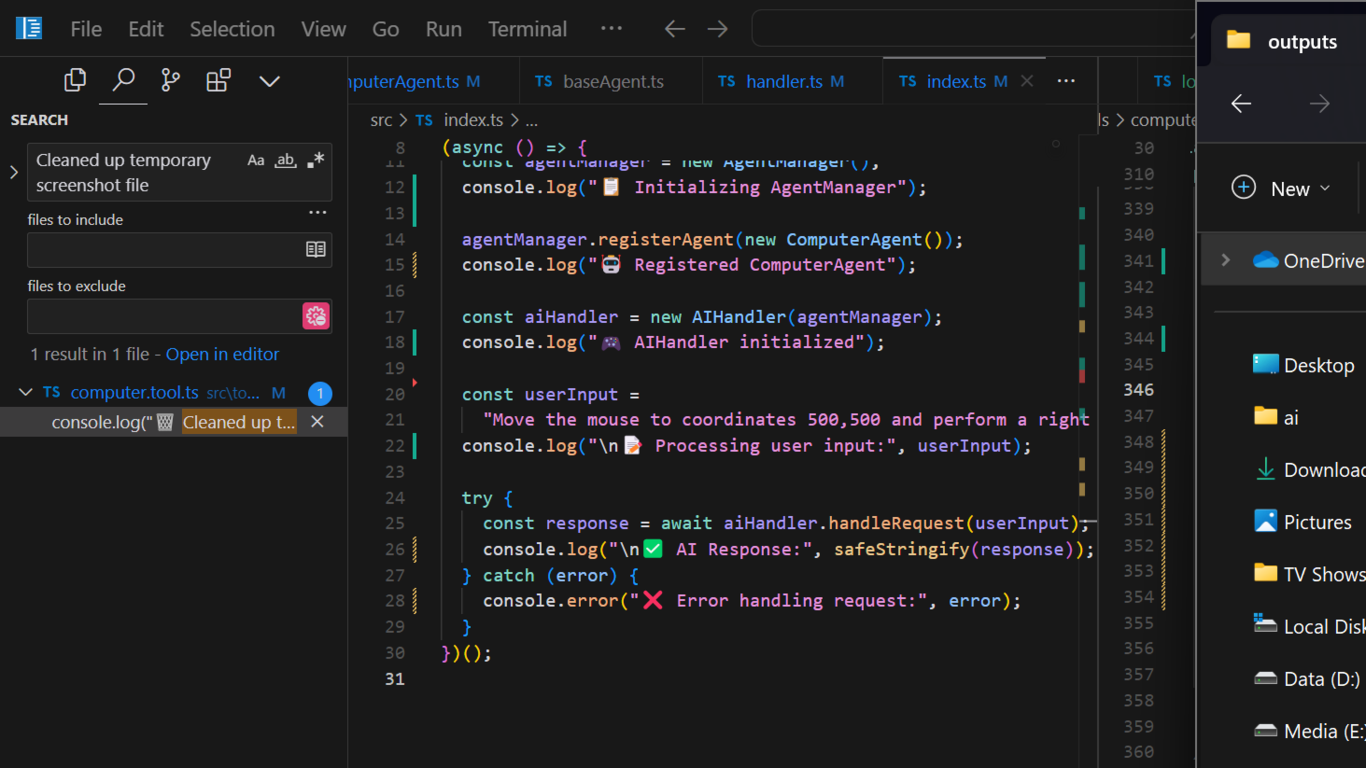 File Edit Selection View Go Run Terminal ···
SEARCH
Cleaned up temporary
screenshot file
Aa ab .*
files to include
files to exclude
1 result in 1 file - Open in editor
TS computer.tool.ts src\to... M 1
console.log("🗑️ Cleaned up t...
mputerAgent.ts M
TS baseAgent.ts
TS handler.ts M
TS index.ts M
src > TS index.ts > ...
8 (async () => {
11 const agentManager = new AgentManager();
12 console.log("📋 Initializing AgentManager");
13
14 agentManager.registerAgent(new ComputerAgent());
15 console.log("🤖 Registered ComputerAgent");
16
17 const aiHandler = new AIHandler(agentManager);
18 console.log("🎮 AIHandler initialized");
19
20 const userInput =
21 "Move the mouse to coordinates 500,500 and perform a right
22 console.log("\n📝 Processing user input:", userInput);
23
24 try {
25 const response = await aiHandler.handleRequest(userInput);
26 console.log("\n✅ AI Response:", safeStringify(response));
27 } catch (error) {
28 console.error("❌ Error handling request:", error);
29 }
30 })();
31
TS lo
ls > compute
30
310
339
340
341
342
343
344
345
346
347
348
349
350
351
352
353
354
355
356
357
358
359
360
outputs
New
OneDrive
Desktop
ai
Download
Pictures
TV Shows
Local Disk
Data (D:)
Media (E:)